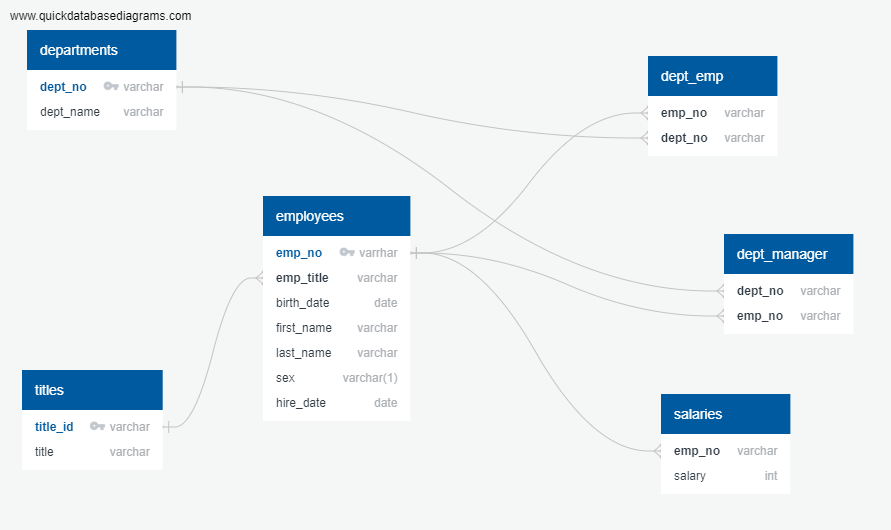 www.quickdatabasediagrams.com
departments
dept_no varchar
dept_name varchar
dept_emp
emp_no varchar
dept_no varchar
employees
emp_no varrhar
emp_title varchar
birth_date date
first_name varchar
last_name varchar
sex varchar(1)
hire_date date
dept_manager
dept_no varchar
emp_no varchar
titles
title_id varchar
title varchar
salaries
emp_no varchar
salary int